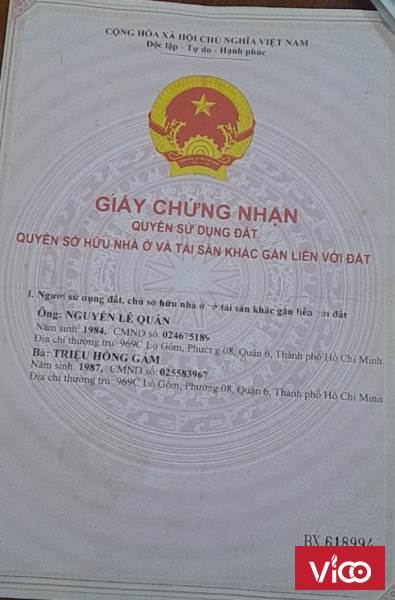 CỘNG HÒA XÃ HỘI CHỦ NGHĨA VIỆT NAM
Độc lập - Tự do - Hạnh phúc
GIẤY CHỨNG NHẬN
QUYỀN SỬ DỤNG ĐẤT
QUYỀN SỞ HỮU NHÀ Ở VÀ TÀI SẢN KHÁC GẮN LIỀN VỚI ĐẤT
I. Người sử dụng đất, chủ sở hữu nhà ở và tài sản khác gắn liền với đất
Ông: NGUYỄN LÊ QUÂN
Năm sinh: 1984, CMND số: 024675189
Địa chỉ thường trú: 969C Lò Gốm, Phường 08, Quận 6, Thành phố Hồ Chí Minh
Bà: TRIỆU HỒNG GẤM
Năm sinh: 1987, CMND số: 025583967
Địa chỉ thường trú: 969C Lò Gốm, Phường 08, Quận 6, Thành phố Hồ Chí Minh
BX 618994
Vico